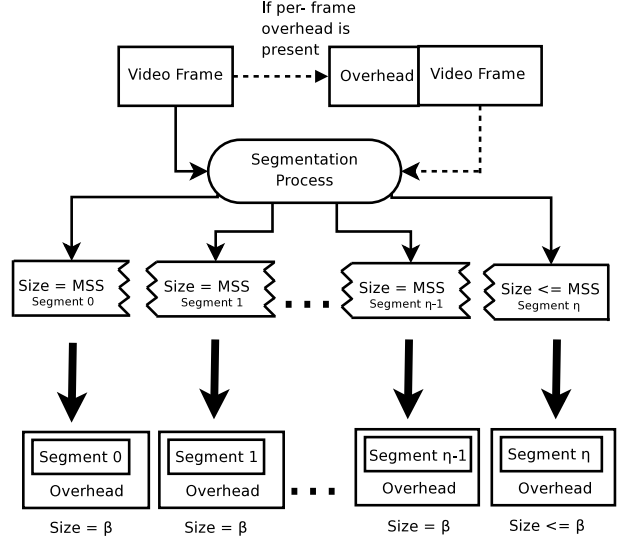 If per- frame
overhead is
present
Video Frame
Overhead
Video Frame
Segmentation
Process
Size = MSS
Segment 0
Size = MSS
Segment 1
Size = MSS
Segment η-1
Size <= MSS
Segment η
Segment 0
Overhead
Segment 1
Overhead
Segment η-1
Overhead
Segment η
Overhead
Size = β
Size = β
Size = β
Size <= β